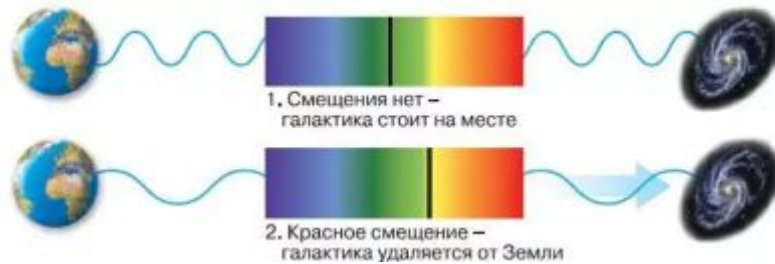 1. Смещения нет –
галактика стоит на месте
2. Красное смещение –
галактика удаляется от Земли